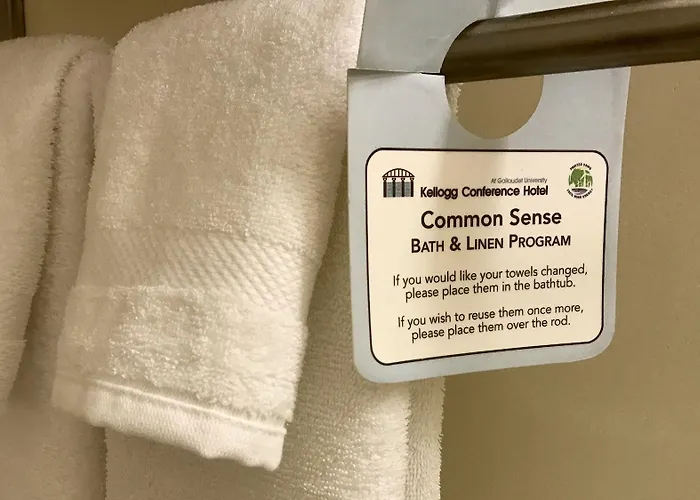 At Gallaudet University
Kellogg Conference Hotel
Common Sense
BATH & LINEN PROGRAM
If you would like your towels changed,
please place them in the bathtub.
If you wish to reuse them once more,
please place them over the rod.